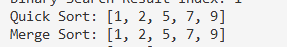 Binary Search Result Index: 1
Quick Sort: [1, 2, 5, 7, 9]
Merge Sort: [1, 2, 5, 7, 9]